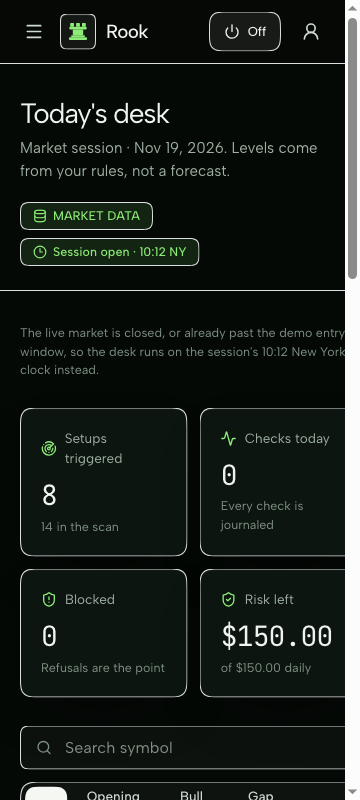 Rook
Off
Today's desk
Market session · Nov 19, 2026. Levels come
from your rules, not a forecast.
MARKET DATA
Session open · 10:12 NY
The live market is closed, or already past the demo entry
window, so the desk runs on the session's 10:12 New York
clock instead.
Setups
triggered
8
14 in the scan
Checks today
0
Every check is
journaled
Blocked
0
Refusals are the point
Risk left
$150.00
of $150.00 daily
Search symbol
Opening Bull Gap